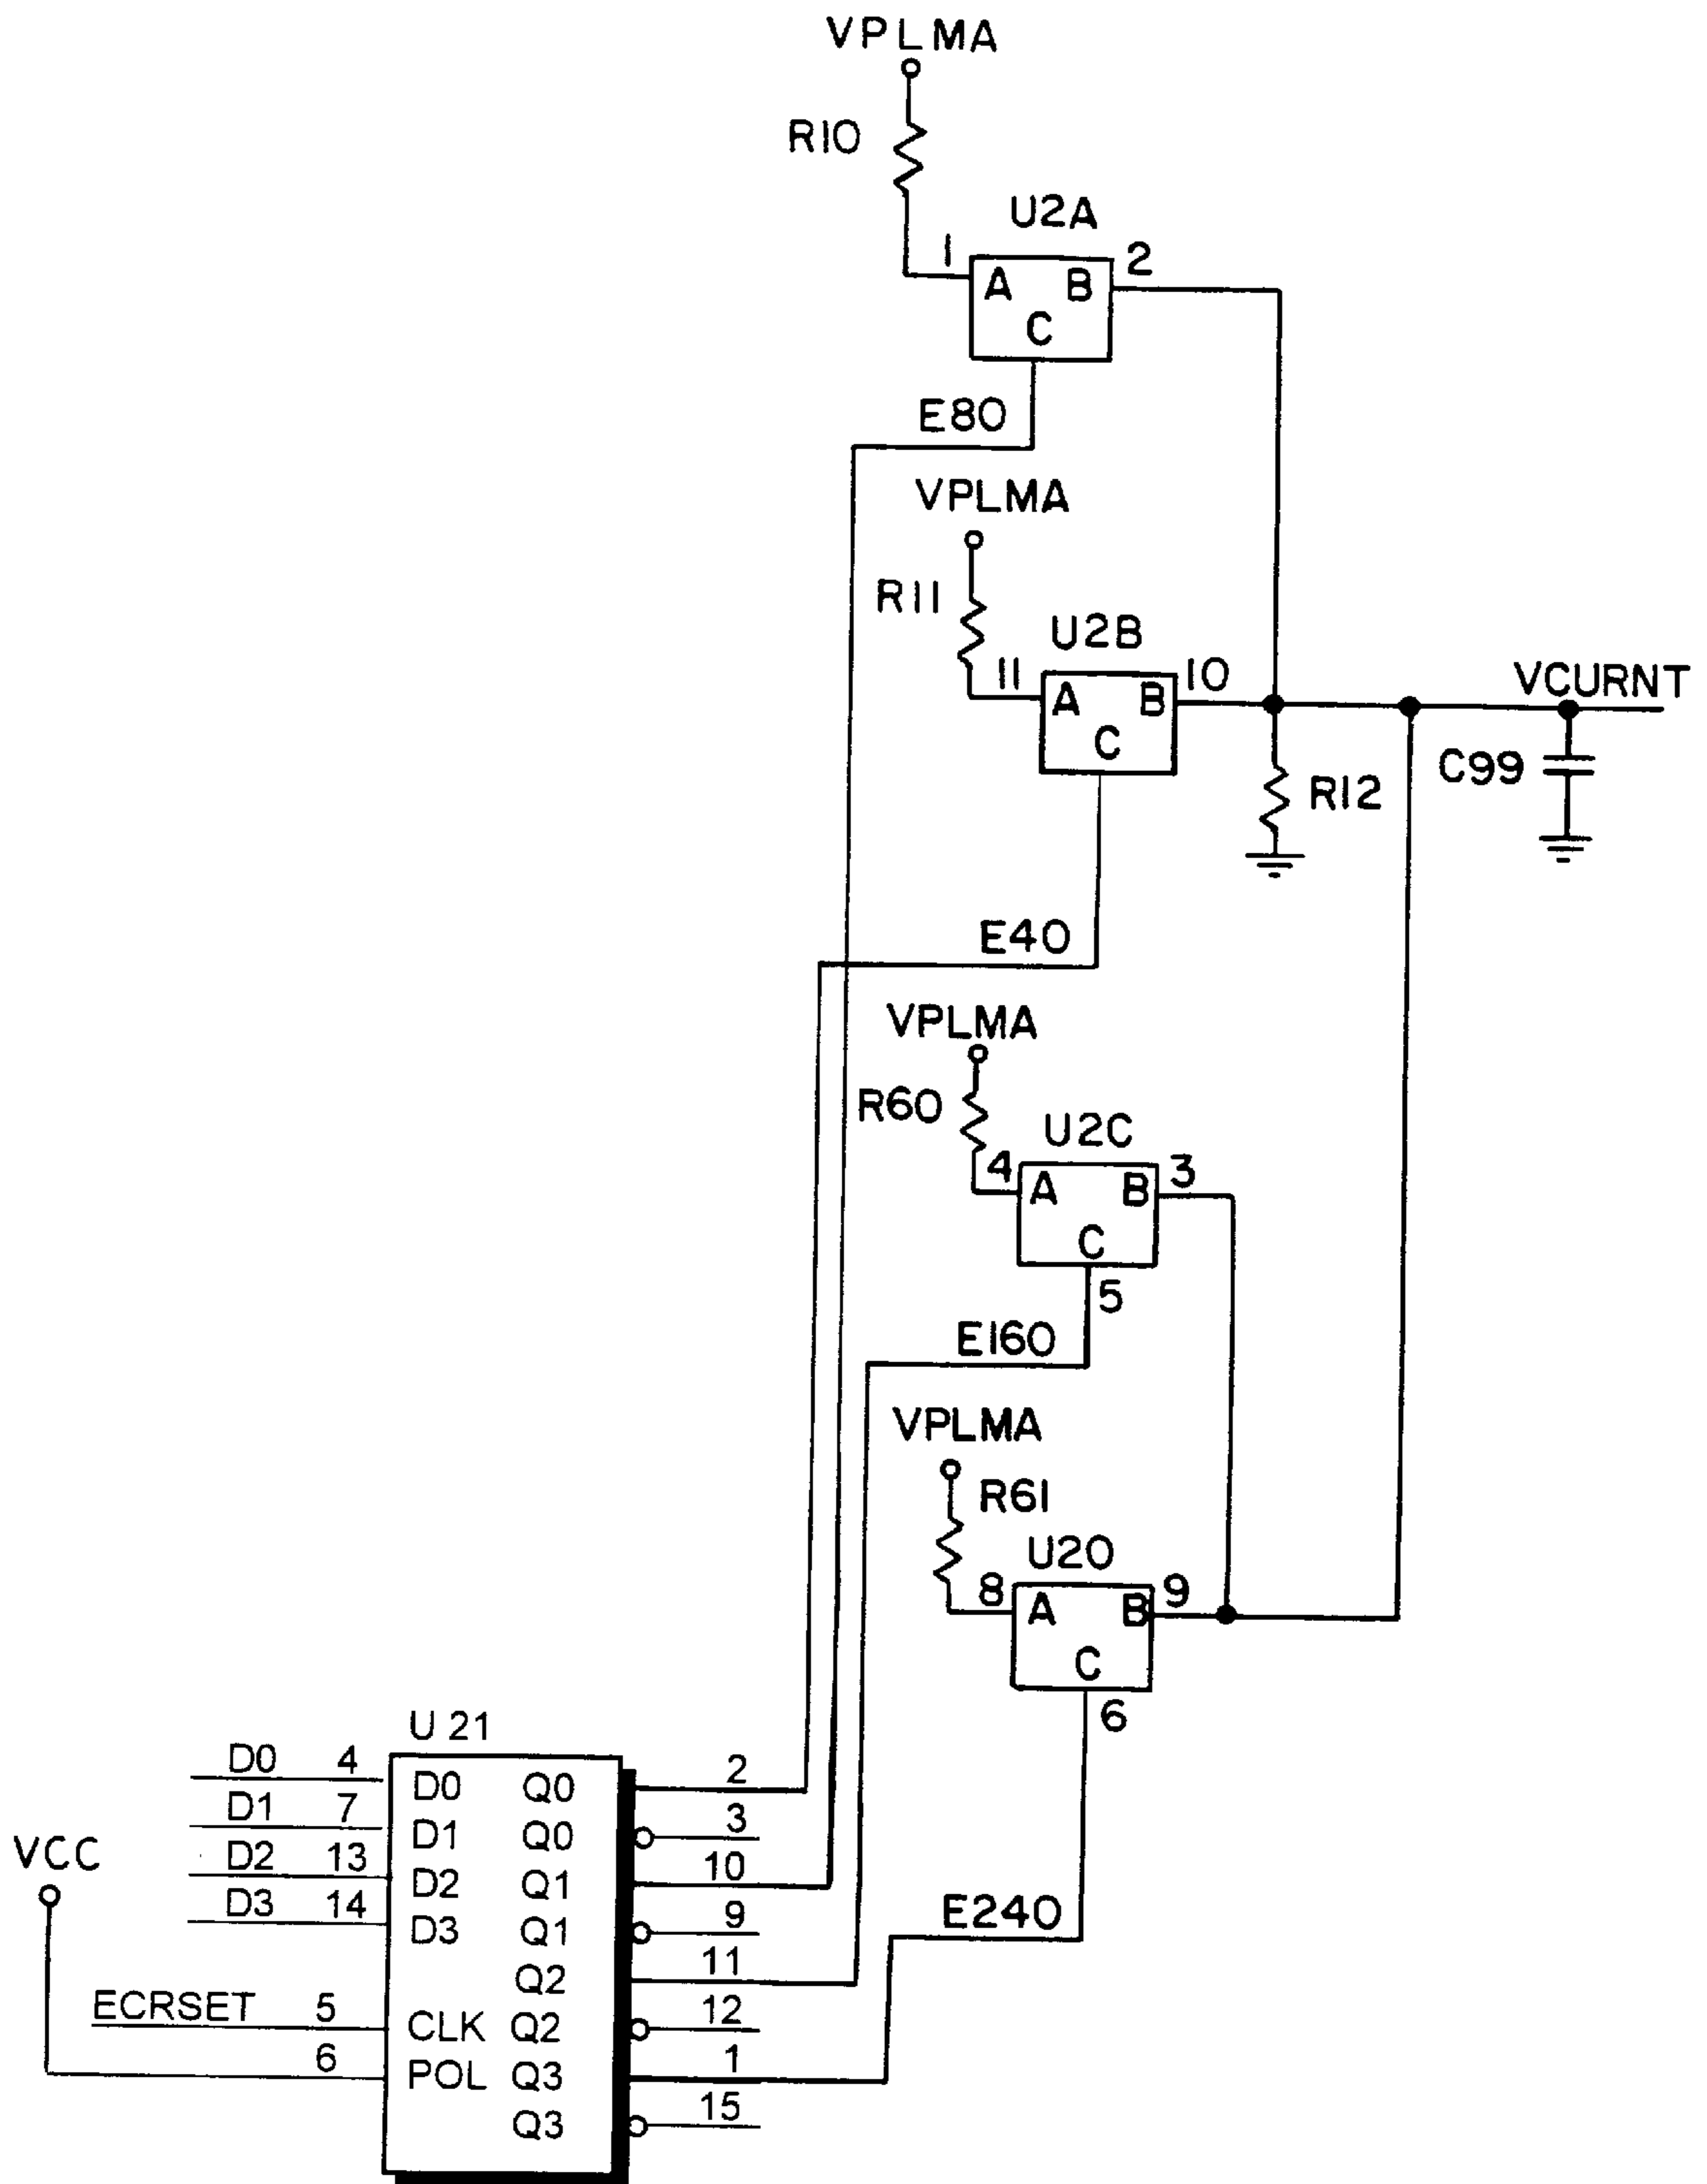 VPLMA
R10
U2A
1 A B 2
C
E80
VPLMA
R11
U2B
11 A B 10
C
VCURNT
C99
R12
E40
VPLMA
R60
U2C
4 A B 3
C
5
E160
VPLMA
R61
U20
8 A B 9
C
6
U 21
D0 4 D0 Q0 2
D1 7 D1 Q0 3
VCC
D2 13 D2 Q1 10
D3 14 D3 Q1 9
E240
Q2 11
ECRSET 5 CLK Q2 12
6 POL Q3 1
Q3 15